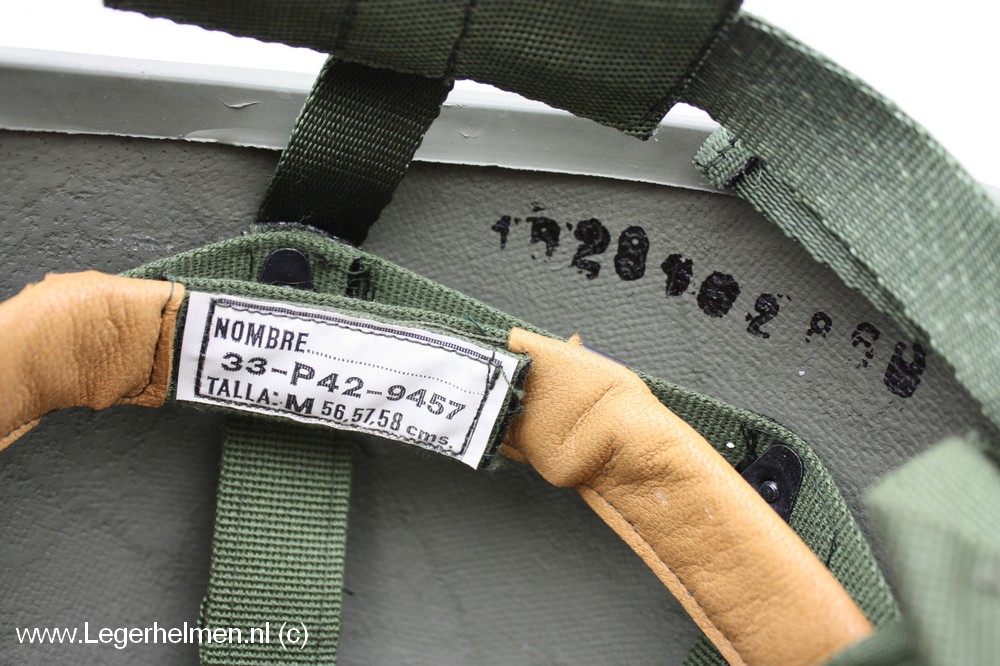 NOMBRE
33-P42-9457
TALLA: M 56,57,58 cms.
www.Legerhelmen.nl (c)